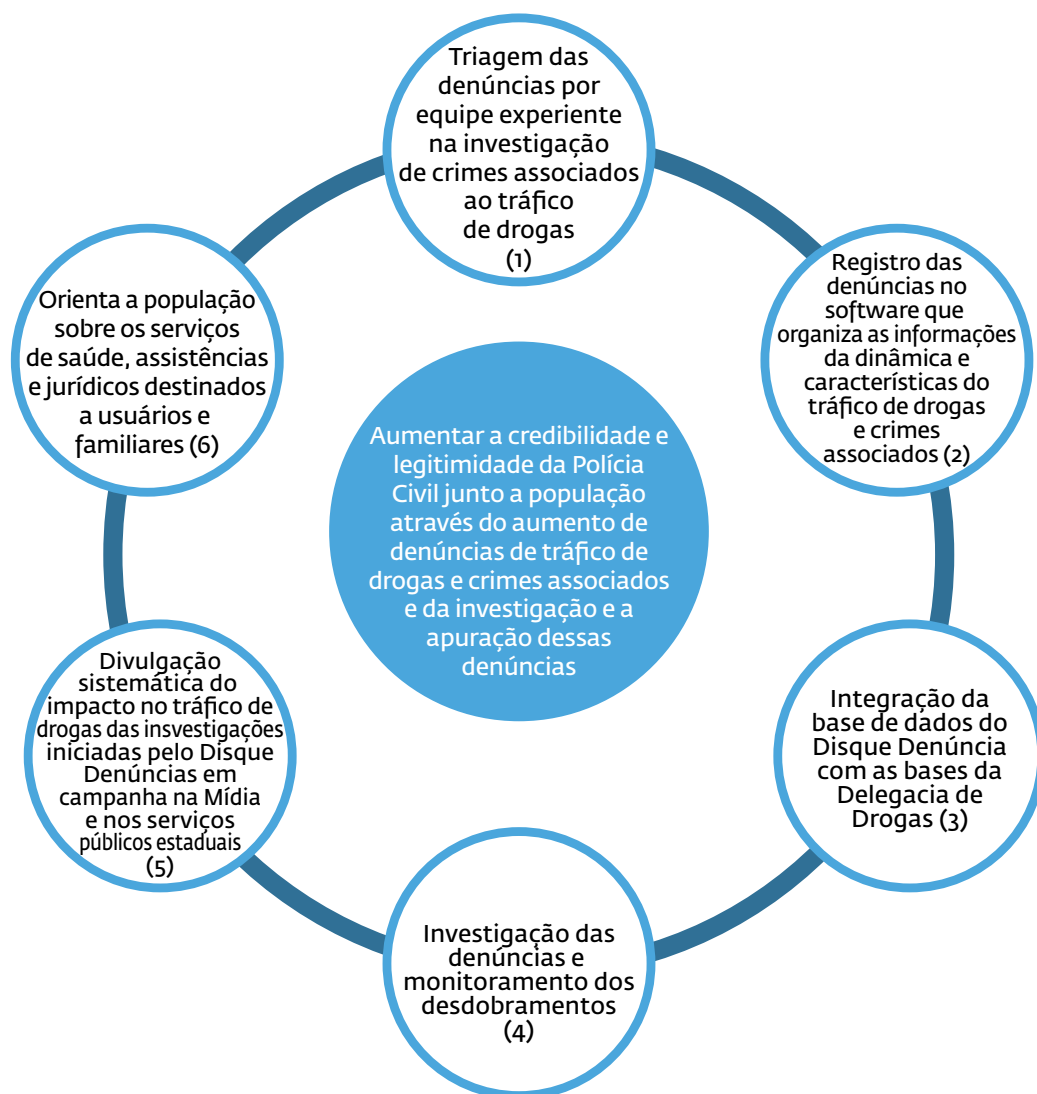 Triagem das
denúncias por
equipe experiente
na investigação
de crimes associados
ao tráfico
de drogas
(1)
Registro das
denúncias no
software que
organiza as informações
da dinâmica e
características do
tráfico de drogas
e crimes
associados (2)
Integração da
base de dados do
Disque Denúncia
com as bases da
Delegacia de
Drogas (3)
Investigação das
denúncias e
monitoramento dos
desdobramentos
(4)
Divulgação
sistemática do
impacto no tráfico de
drogas das insvestigações
iniciadas pelo Disque
Denúncias em
campanha na Mídia
e nos serviços
públicos estaduais
(5)
Orienta a população
sobre os serviços
de saúde, assistências
e jurídicos destinados
a usuários e
familiares (6)
Aumentar a credibilidade e
legitimidade da Polícia
Civil junto a população
através do aumento de
denúncias de tráfico de
drogas e crimes associados
e da investigação e a
apuração dessas
denúncias